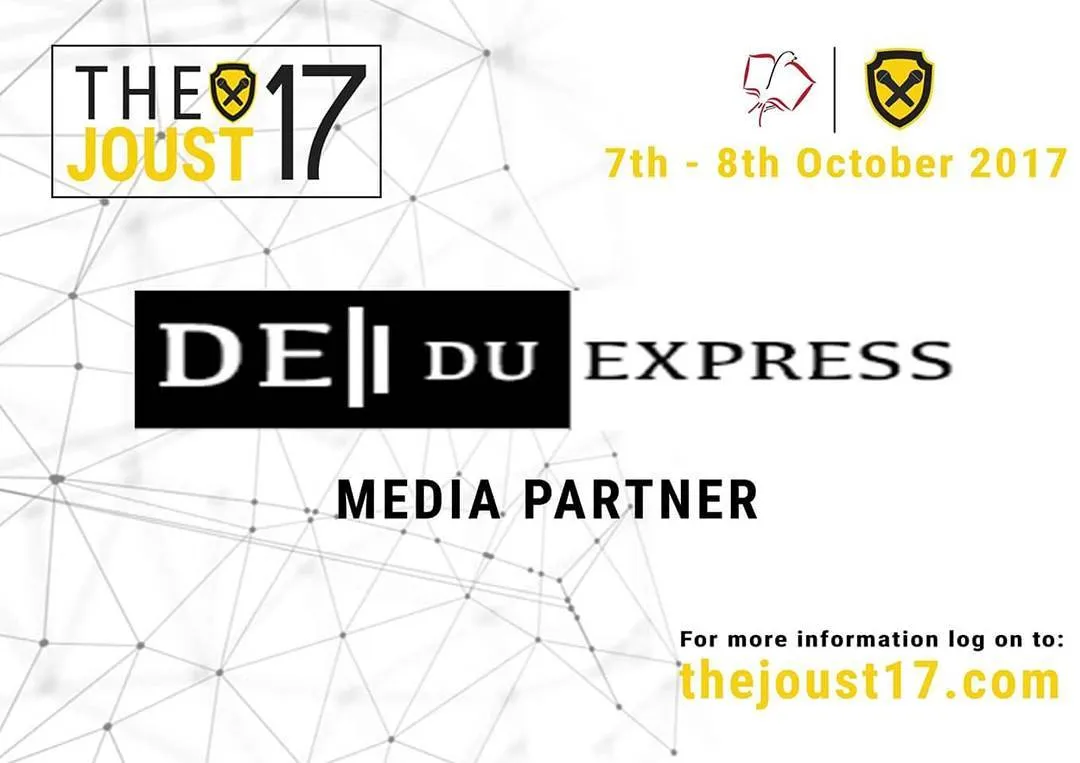 THE 17
JOUST
7th - 8th October 2017
DU EXPRESS
MEDIA PARTNER
For more information log on to:
thejoust17.com